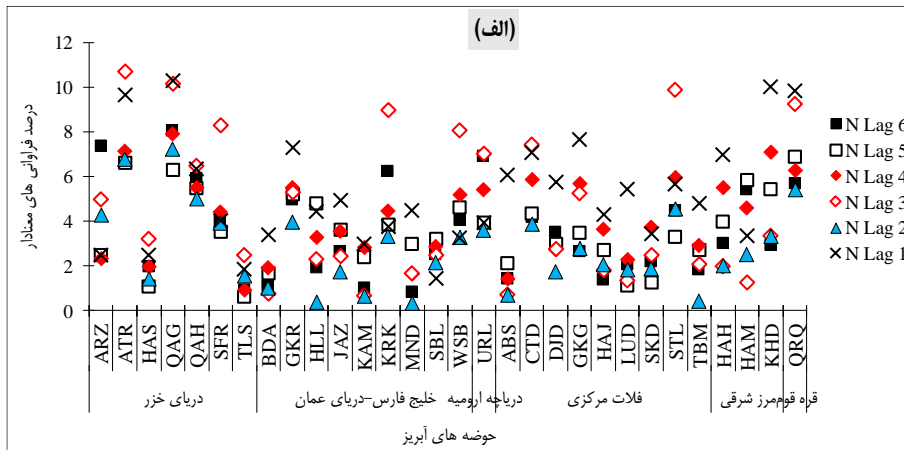 (الف)
درصد فراوانی های معنادار
12
10
8
6
4
2
0
N Lag 6
N Lag 5
N Lag 4
N Lag 3
N Lag 2
N Lag 1
ARZ ATR HAS QAG QAH SFR TLS BDA GKR HLL JAZ KAM KRK MND SBL WSB URL ABS CTD DJD GKG HAJ LUD SKD STL TBM HAH HAM KHD QRQ
دریای خزر خلیج فارس-دریای عمان دریاچه ارومیه فلات مرکزی مرز شرقی قره قوم
حوضه های آبریز